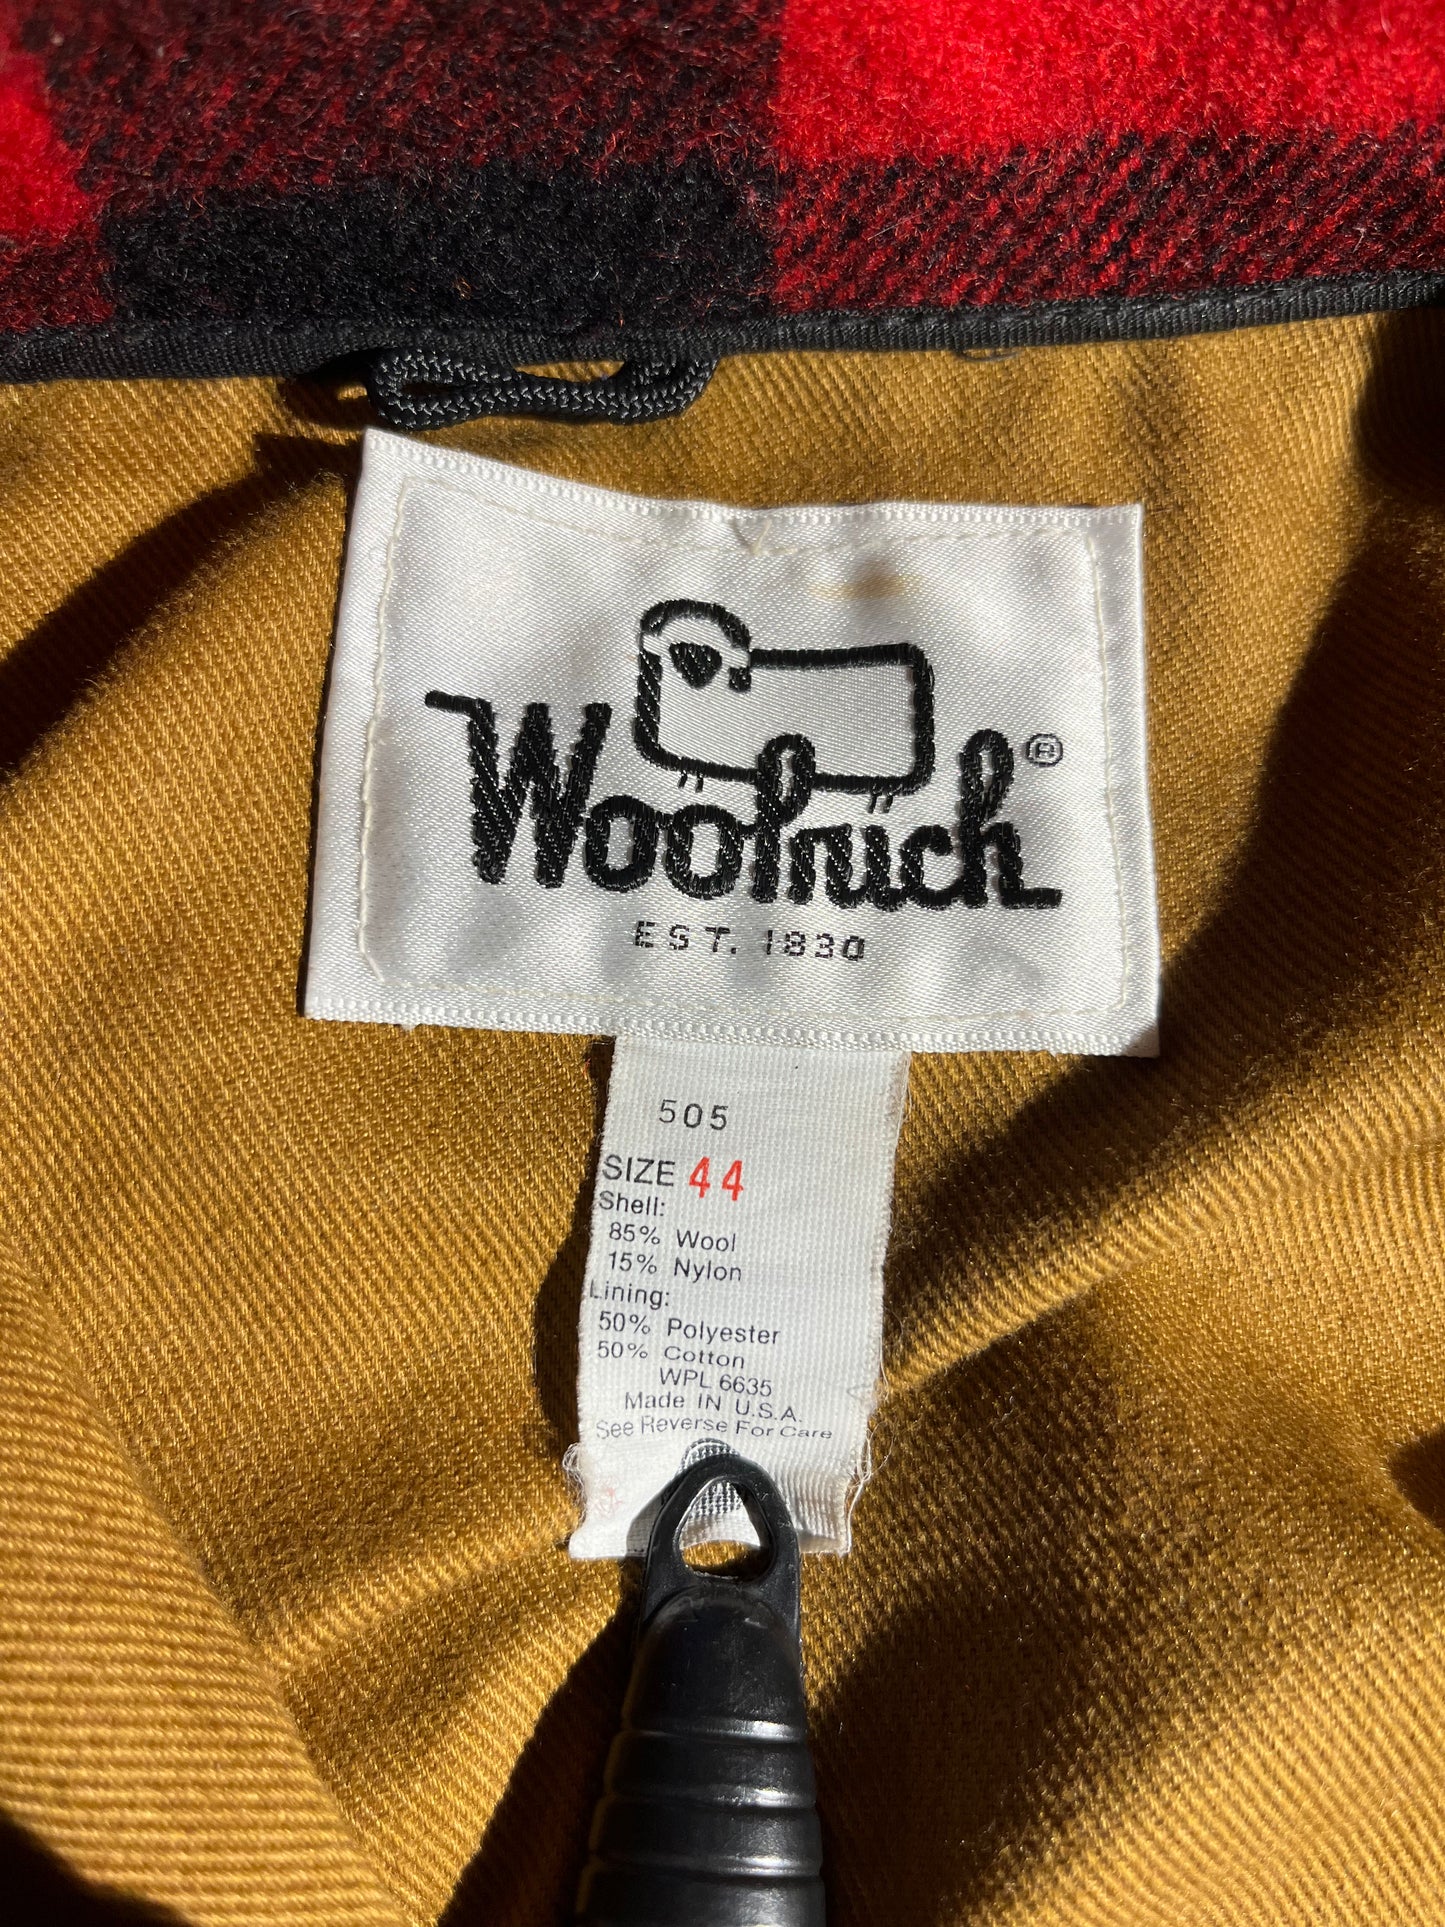 Woolrich®
EST. 1830
505
SIZE 44
Shell:
85% Wool
15% Nylon
Lining:
50% Polyester
50% Cotton
WPL 6635
Made IN U.S.A.
See Reverse For Care